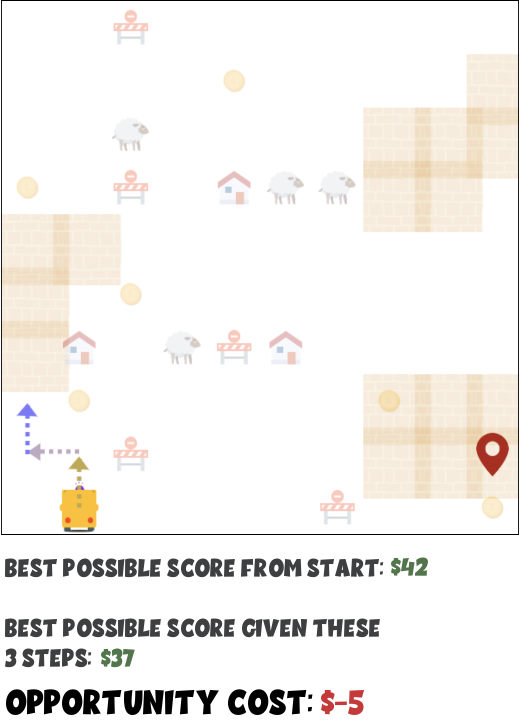 BEST POSSIBLE SCORE FROM START: $42
BEST POSSIBLE SCORE GIVEN THESE
3 STEPS: $37
OPPORTUNITY COST: $-5